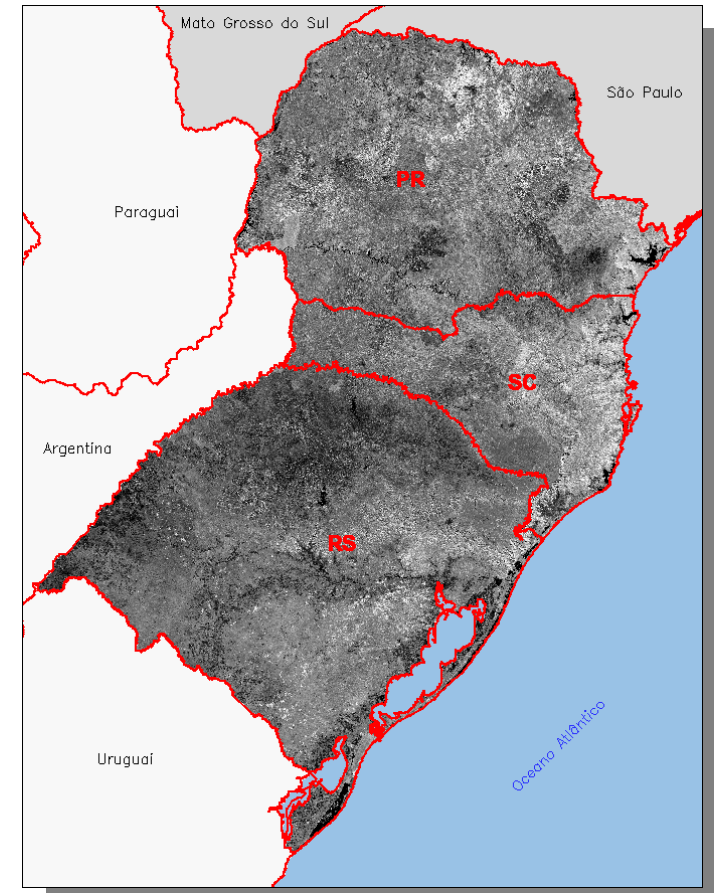 Mato Grosso do Sul
São Paulo
PR
Paraguai
SC
Argentina
RS
Oceano Atlântico
Uruguai